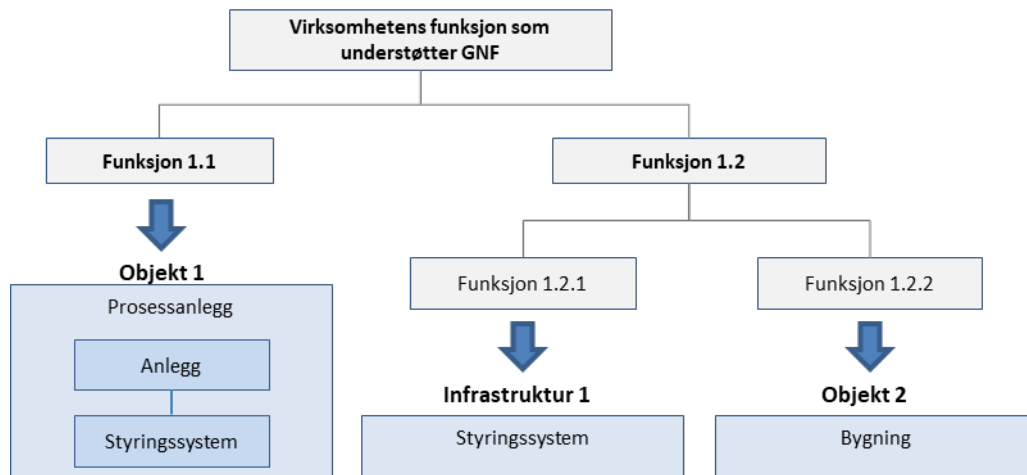 Virksomhetens funksjon som
understøtter GNF
Funksjon 1.1
Funksjon 1.2
Funksjon 1.2.1
Funksjon 1.2.2
Objekt 1
Prosessanlegg
Anlegg
Styringssystem
Infrastruktur 1
Styringssystem
Objekt 2
Bygning